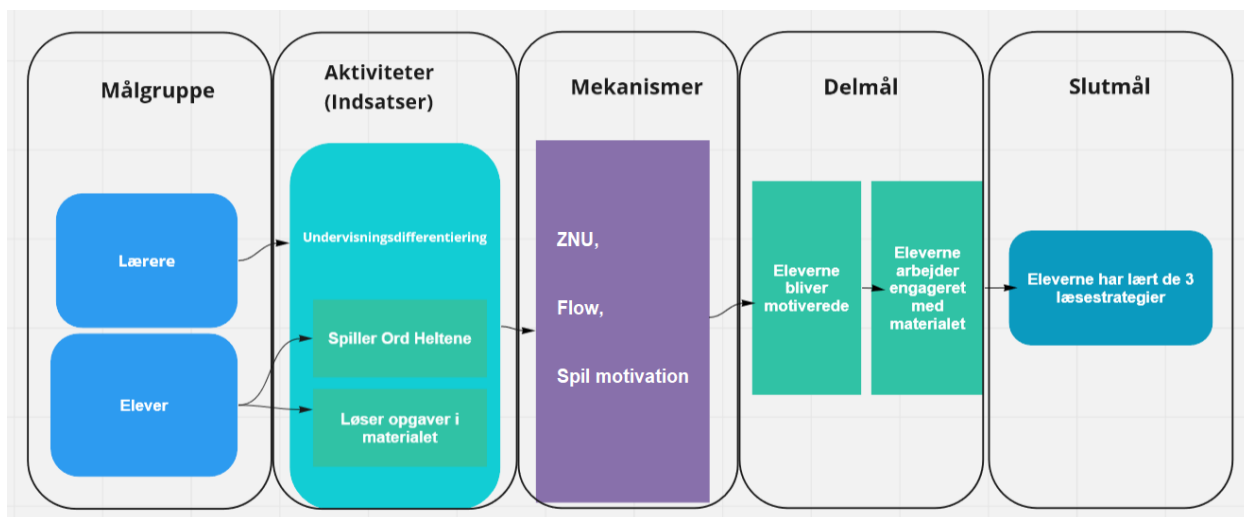 Målgruppe
Lærere
Elever
Aktiviteter
(Indsatser)
Undervisningsdifferentiering
Spiller Ord Heltene
Løser opgaver i
materialet
Mekanismer
ZNU,
Flow,
Spil motivation
Delmål
Eleverne
bliver
motiverede
Eleverne
arbejder
engageret
med
materialet
Slutmål
Eleverne har lært de 3
læsestrategier